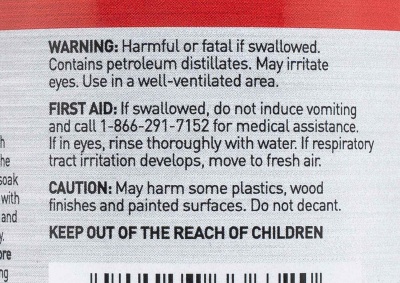 WARNING: Harmful or fatal if swallowed.
Contains petroleum distillates. May irritate
eyes. Use in a well-ventilated area.
FIRST AID: If swallowed, do not induce vomiting
and call 1-866-291-7152 for medical assistance.
If in eyes, rinse thoroughly with water. If respiratory
tract irritation develops, move to fresh air.
CAUTION: May harm some plastics, wood
finishes and painted surfaces. Do not decant.
KEEP OUT OF THE REACH OF CHILDREN
soak
with
and